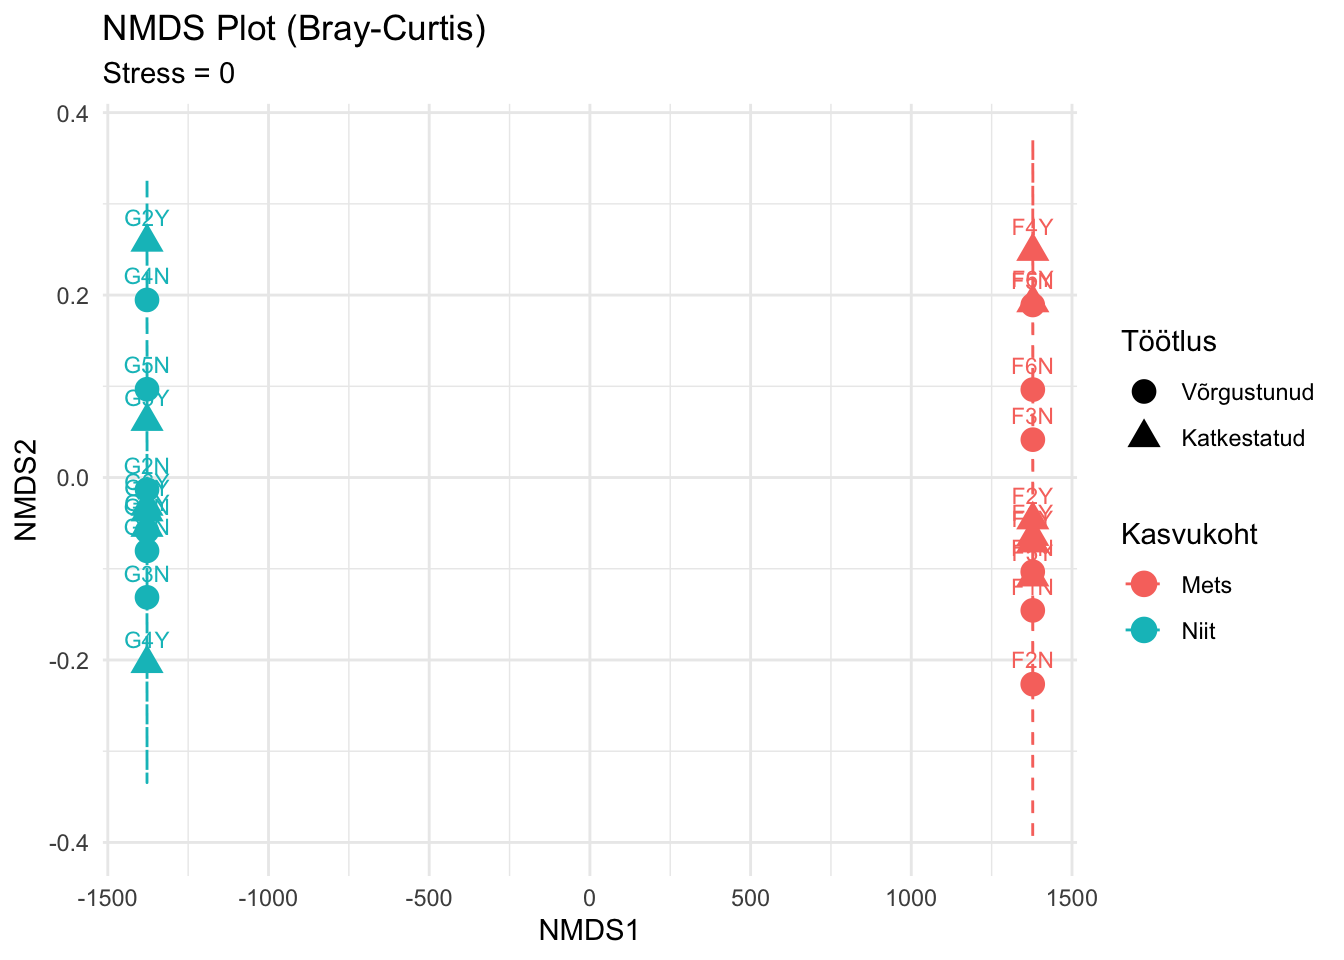 NMDS Plot (Bray-Curtis)
Stress = 0
0.4
0.2
0.0
-0.2
-0.4
NMDS2
-1500
-1000
-500
0
500
1000
1500
NMDS1
G2Y
G4N
G5N
G2N
G3N
G4Y
F4Y
F6N
F3N
F2Y
F2N
Töötlus
Võrgustunud
Katkestatud
Kasvukoht
Mets
Niit